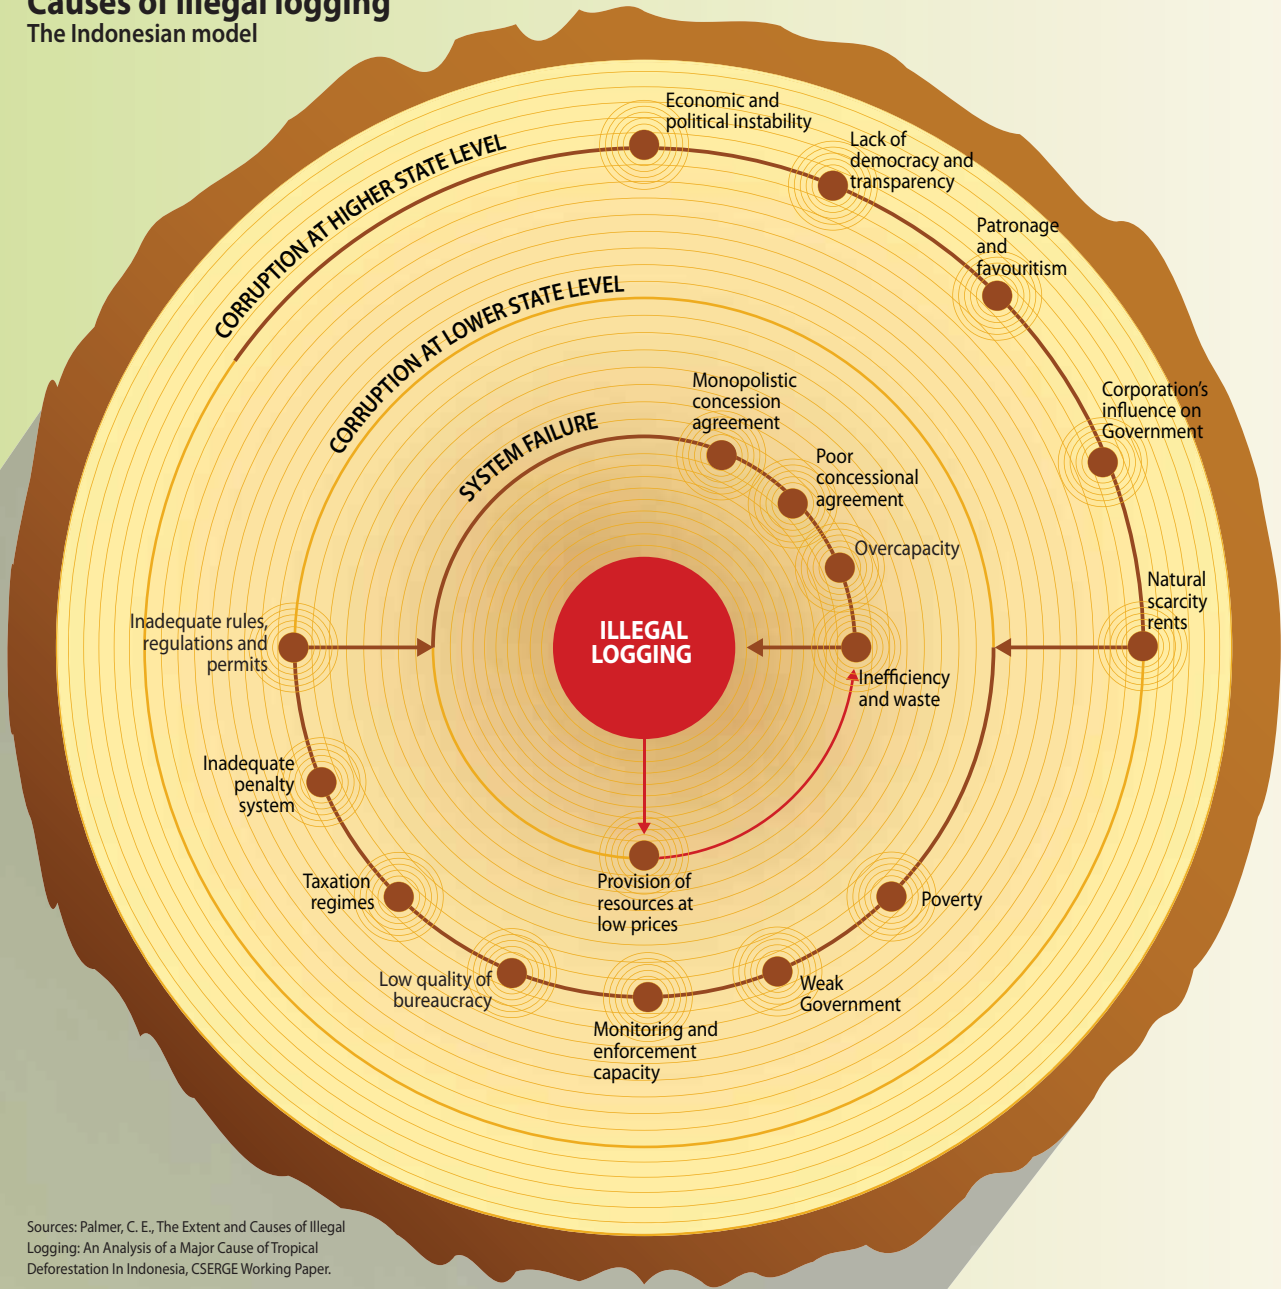 Causes of illegal logging
The Indonesian model
Economic and
political instability
Lack of
democracy and
transparency
Patronage
and
favouritism
Corporation's
influence on
Government
Natural
scarcity
rents
CORRUPTION AT HIGHER STATE LEVEL
CORRUPTION AT LOWER STATE LEVEL
SYSTEM FAILURE
Monopolistic
concession
agreement
Poor
concessional
agreement
Overcapacity
Inefficiency
and waste
ILLEGAL
LOGGING
Inadequate rules,
regulations and
permits
Inadequate
penalty
system
Taxation
regimes
Low quality of
bureaucracy
Provision of
resources at
low prices
Monitoring and
enforcement
capacity
Weak
Government
Poverty
Sources: Palmer, C. E., The Extent and Causes of Illegal
Logging: An Analysis of a Major Cause of Tropical
Deforestation In Indonesia, CSERGE Working Paper.